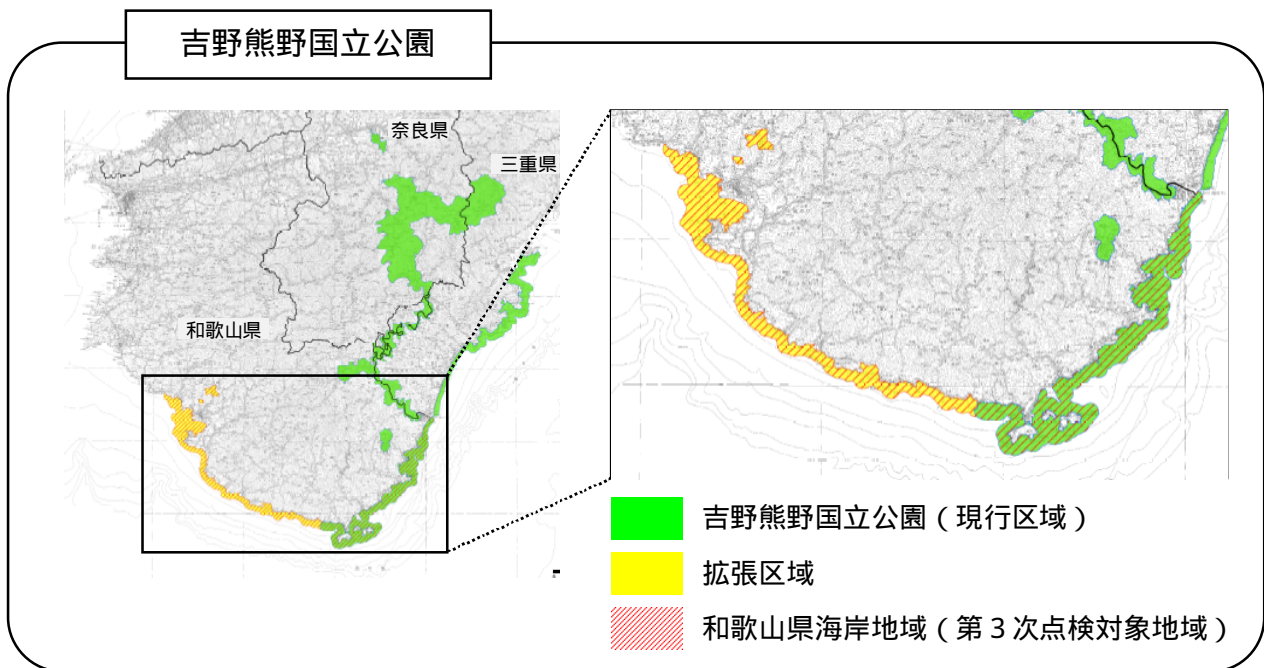 吉野熊野国立公園
奈良県
三重県
和歌山県
吉野熊野国立公園（現行区域）
拡張区域
和歌山県海岸地域（第３次点検対象地域）